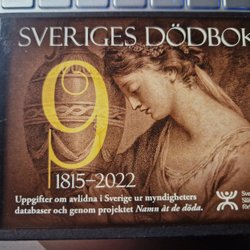 SVERIGES DÖDBOK
9
1815–2022
Uppgifter om avlidna i Sverige ur myndigheters
databaser och genom projektet Namn åt de döda.